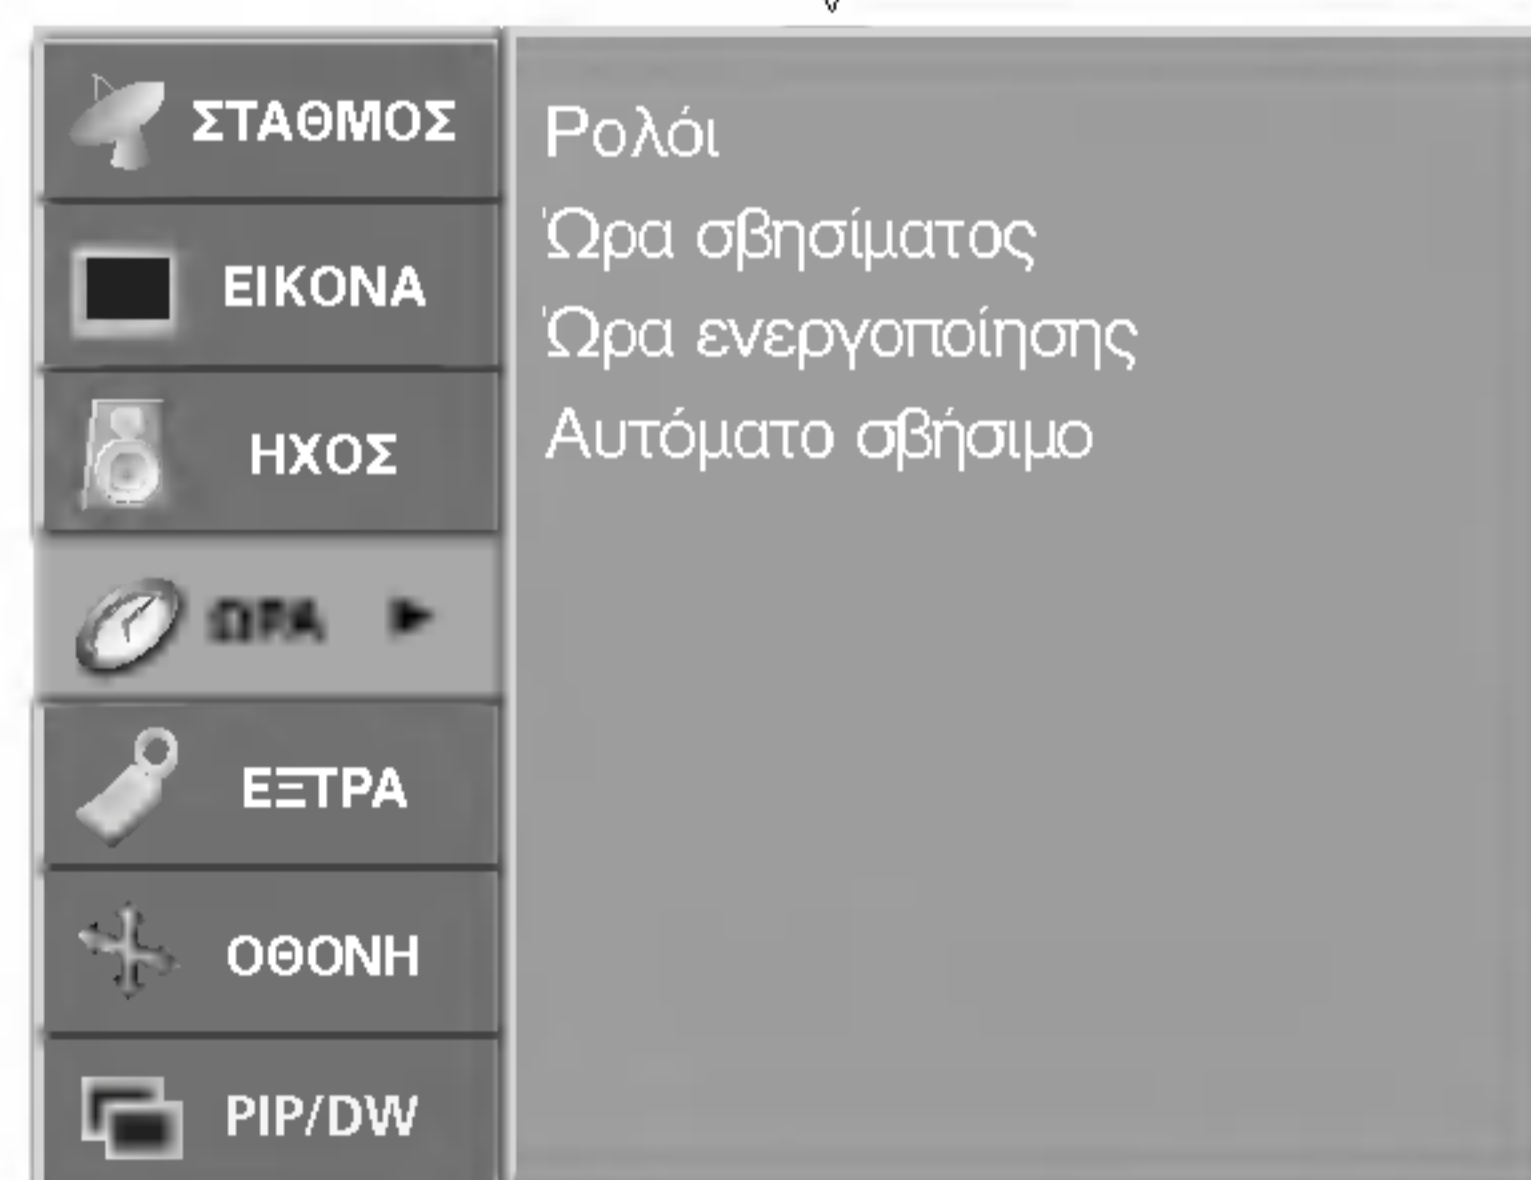 ΣΤΑΘΜΟΣ
ΕΙΚΟΝΑ
ΗΧΟΣ
ΩΡΑ
ΕΞΤΡΑ
ΟΘΟΝΗ
PIP/DW
Ρολόι
Ώρα σβησίματος
Ώρα ενεργοποίησης
Αυτόματο σβήσιμο